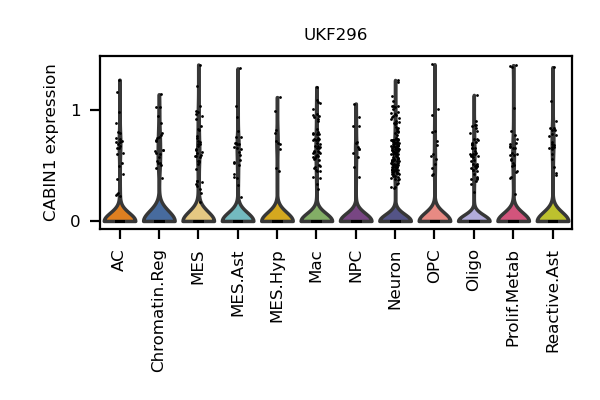 UKF296
CABIN1 expression
1
0
AC
Chromatin.Reg
MES
MES.Ast
MES.Hyp
Mac
NPC
Neuron
OPC
Oligo
Prolif.Metab
Reactive.Ast